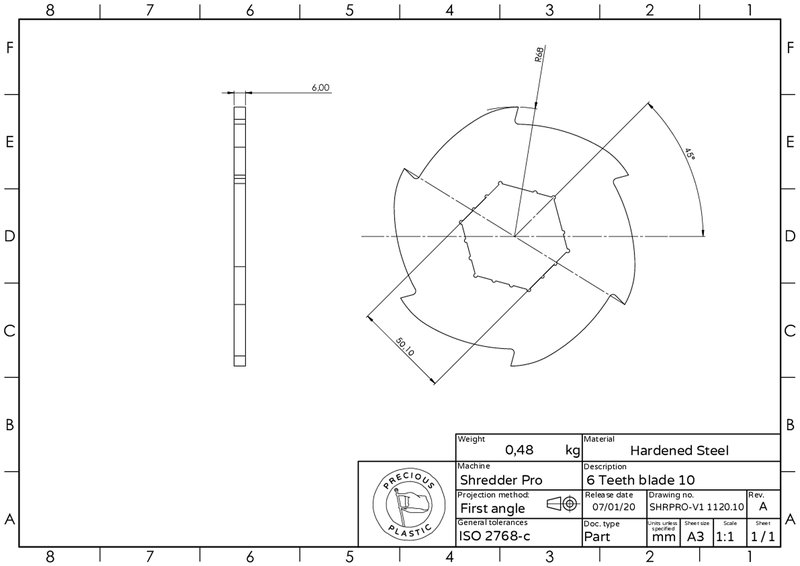 8 7 6 5 4 3 2 1
F F
E E
D D
C C
B B
A A
6,00
R68
45°
50,10
Weight
0,48 kg
Material
Hardened Steel
Machine
Shredder Pro
Description
6 Teeth blade 10
Projection method:
First angle
Release date
07/01/20
Drawing no.
SHRPRO-V1 1120.10
Rev.
A
General tolerances
ISO 2768-c
Doc. type
Part
Units unless
specified
mm
Sheet size
A3
Scale
1:1
Sheet
1 / 1
PRECIOUS
PLASTIC
8 7 6 5 4 3 2 1